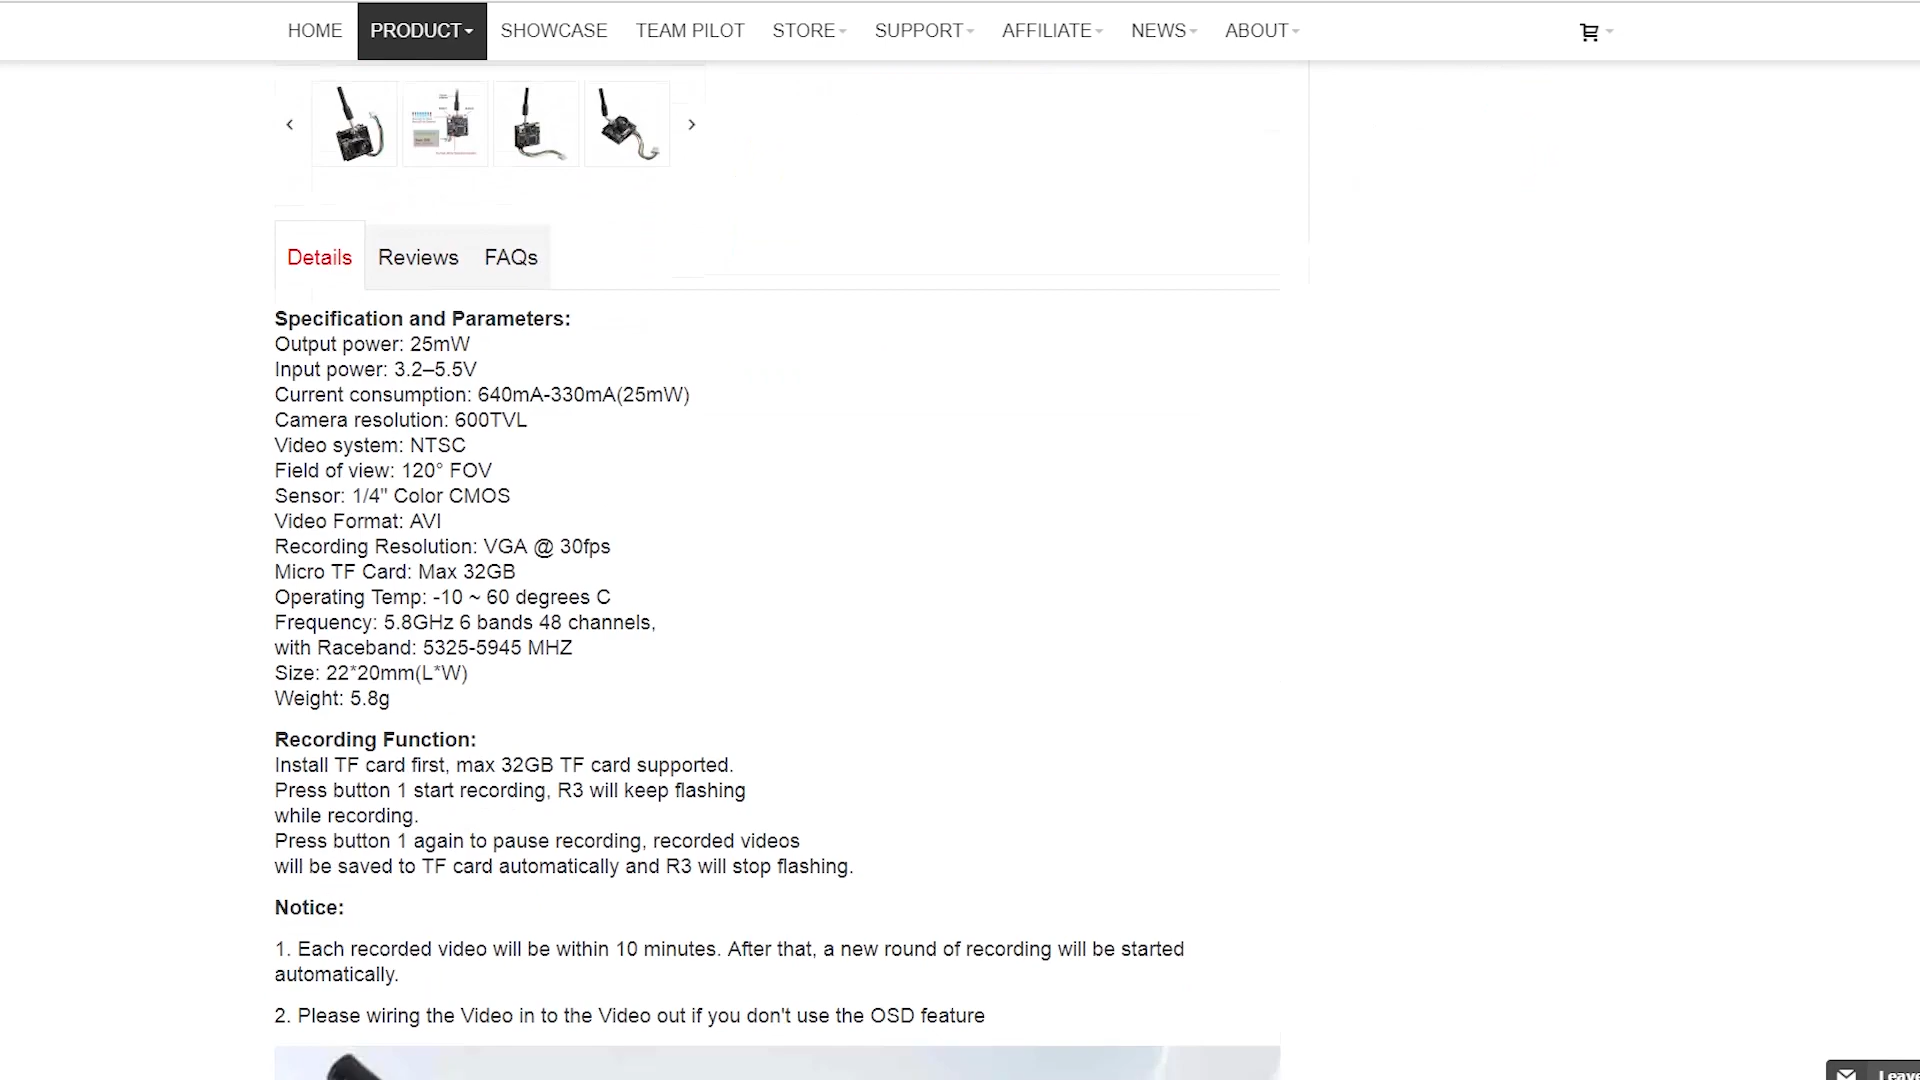 HOME PRODUCT SHOWCASE TEAM PILOT STORE SUPPORT AFFILIATE NEWS ABOUT
Details Reviews FAQs
Specification and Parameters:
Output power: 25mW
Input power: 3.2–5.5V
Current consumption: 640mA-330mA(25mW)
Camera resolution: 600TVL
Video system: NTSC
Field of view: 120° FOV
Sensor: 1/4" Color CMOS
Video Format: AVI
Recording Resolution: VGA @ 30fps
Micro TF Card: Max 32GB
Operating Temp: -10 ~ 60 degrees C
Frequency: 5.8GHz 6 bands 48 channels,
with Raceband: 5325-5945 MHZ
Size: 22*20mm(L*W)
Weight: 5.8g
Recording Function:
Install TF card first, max 32GB TF card supported.
Press button 1 start recording, R3 will keep flashing
while recording.
Press button 1 again to pause recording, recorded videos
will be saved to TF card automatically and R3 will stop flashing.
Notice:
1. Each recorded video will be within 10 minutes. After that, a new round of recording will be started
automatically.
2. Please wiring the Video in to the Video out if you don't use the OSD feature
Leave